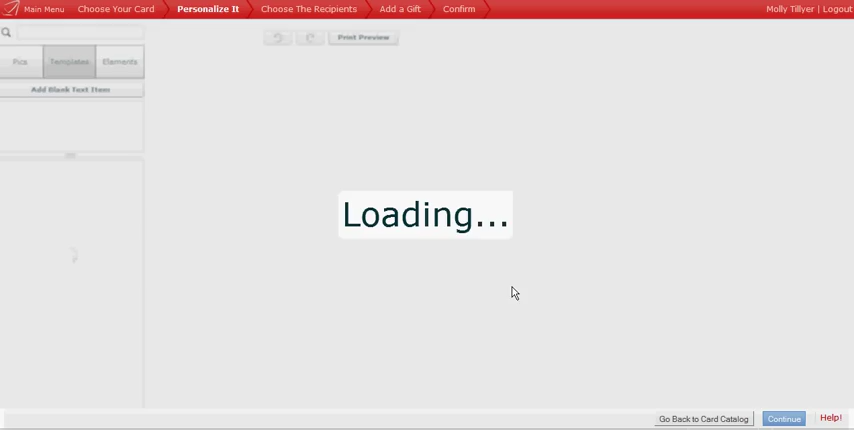 Main Menu Choose Your Card Personalize It Choose The Recipients Add a Gift Confirm Molly Tillyer | Logout
Print Preview
Pics Templates Elements
Add Blank Text Item
Loading...
Go Back to Card Catalog Continue Help!